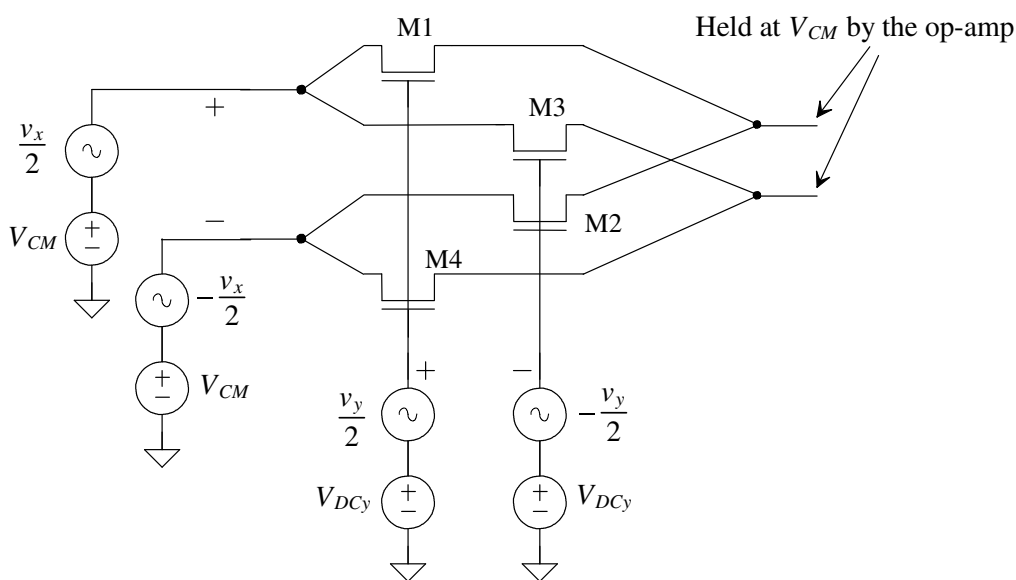 Held at V_CM by the op-amp
M1
+
M3
v_x/2
−
M2
V_CM
M4
−v_x/2
V_CM
+
−
v_y/2
−v_y/2
V_DCy
V_DCy